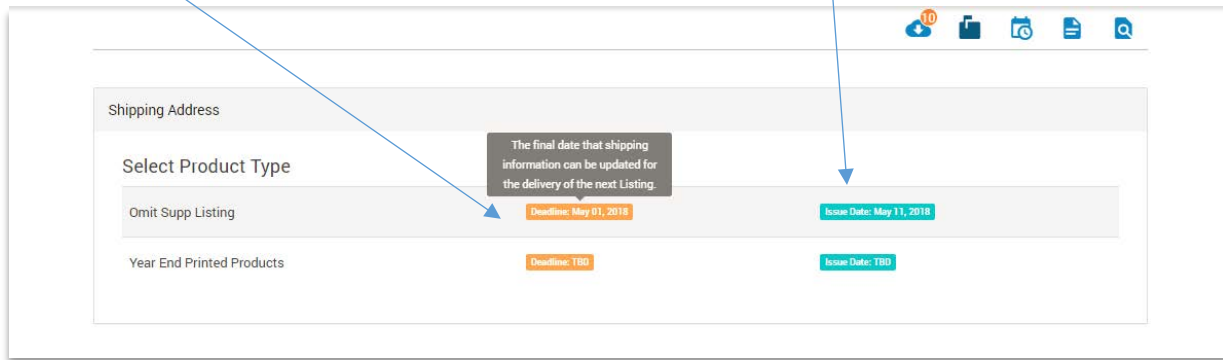 10
Shipping Address
The final date that shipping
information can be updated for
the delivery of the next Listing.
Select Product Type
Omit Supp Listing
Deadline: May 01, 2018
Issue Date: May 11, 2018
Year End Printed Products
Deadline: TBD
Issue Date: TBD